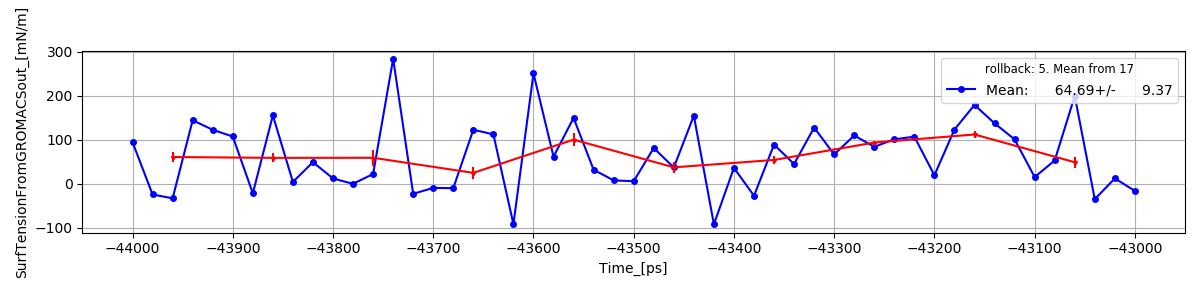 SurfTensionFromGROMACSout_[mN/m]
300
200
100
0
−100
rollback: 5. Mean from 17
Mean: 64.69+/- 9.37
−44000 −43900 −43800 −43700 −43600 −43500 −43400 −43300 −43200 −43100 −43000
Time_[ps]